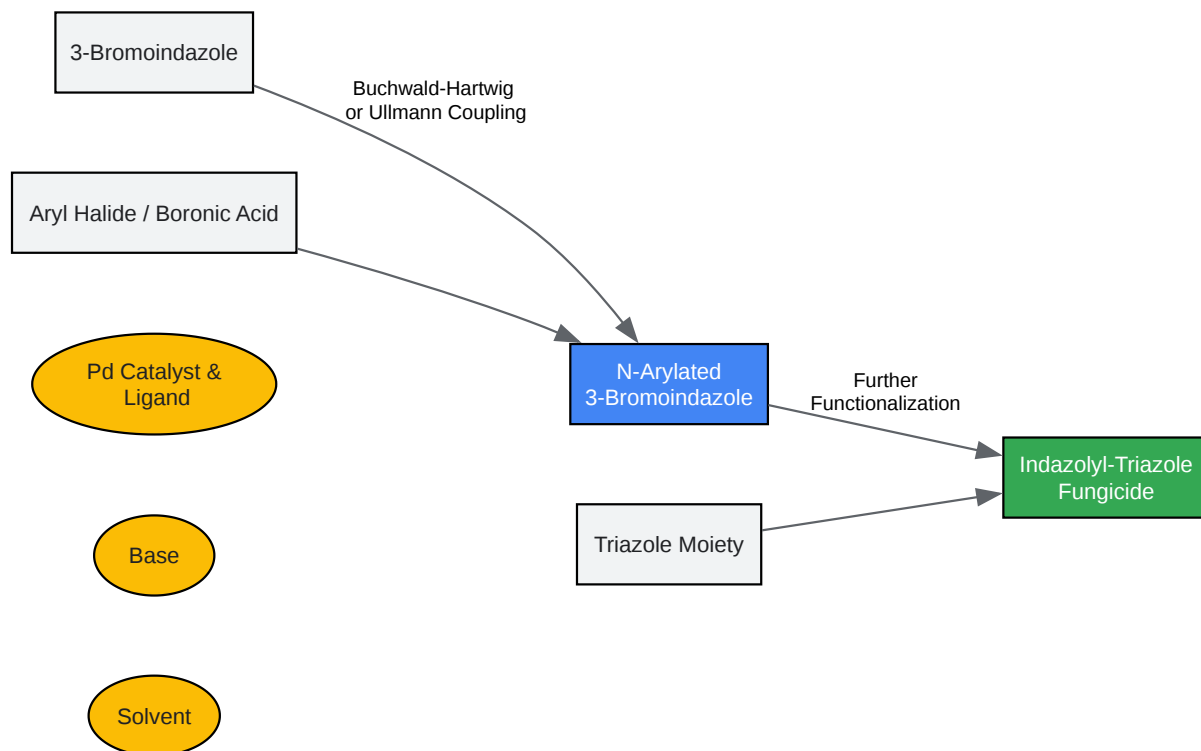 3-Bromoindazole
Buchwald-Hartwig
or Ullmann Coupling
Aryl Halide / Boronic Acid
Pd Catalyst &
Ligand
N-Arylated
3-Bromoindazole
Further
Functionalization
Indazolyl-Triazole
Fungicide
Triazole Moiety
Base
Solvent